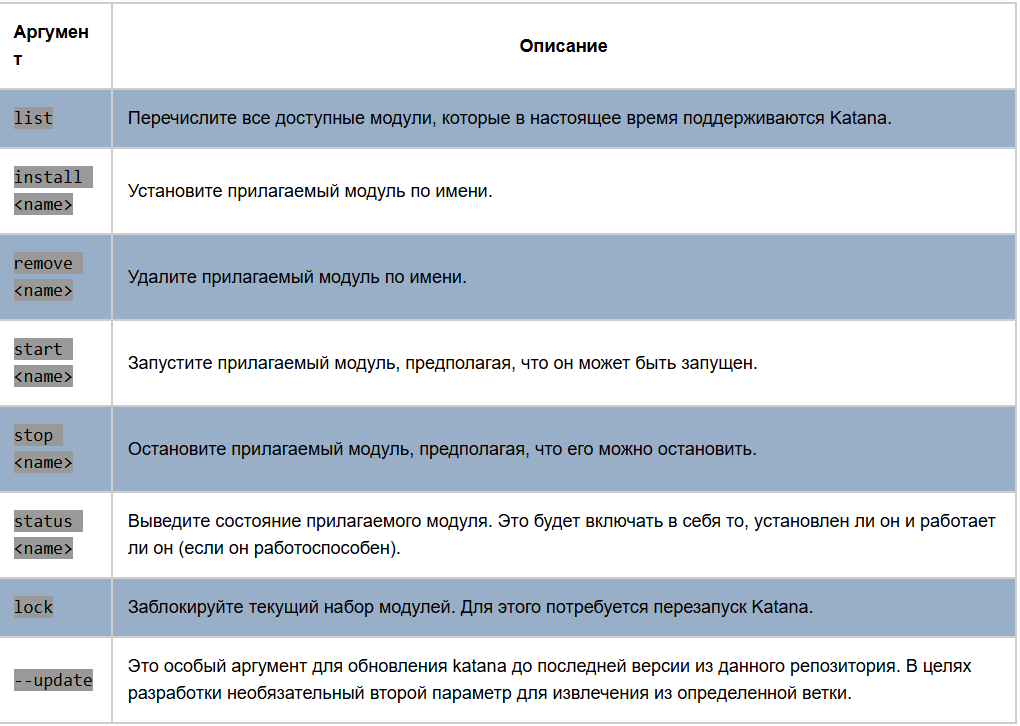 Аргумен
т
Описание
list
Перечислите все доступные модули, которые в настоящее время поддерживаются Katana.
install
<name>
Установите прилагаемый модуль по имени.
remove
<name>
Удалите прилагаемый модуль по имени.
start
<name>
Запустите прилагаемый модуль, предполагая, что он может быть запущен.
stop
<name>
Остановите прилагаемый модуль, предполагая, что его можно остановить.
status
<name>
Выведите состояние прилагаемого модуля. Это будет включать в себя то, установлен ли он и работает
ли он (если он работоспособен).
lock
Заблокируйте текущий набор модулей. Для этого потребуется перезапуск Katana.
--update
Это особый аргумент для обновления katana до последней версии из данного репозитория. В целях
разработки необязательный второй параметр для извлечения из определенной ветки.